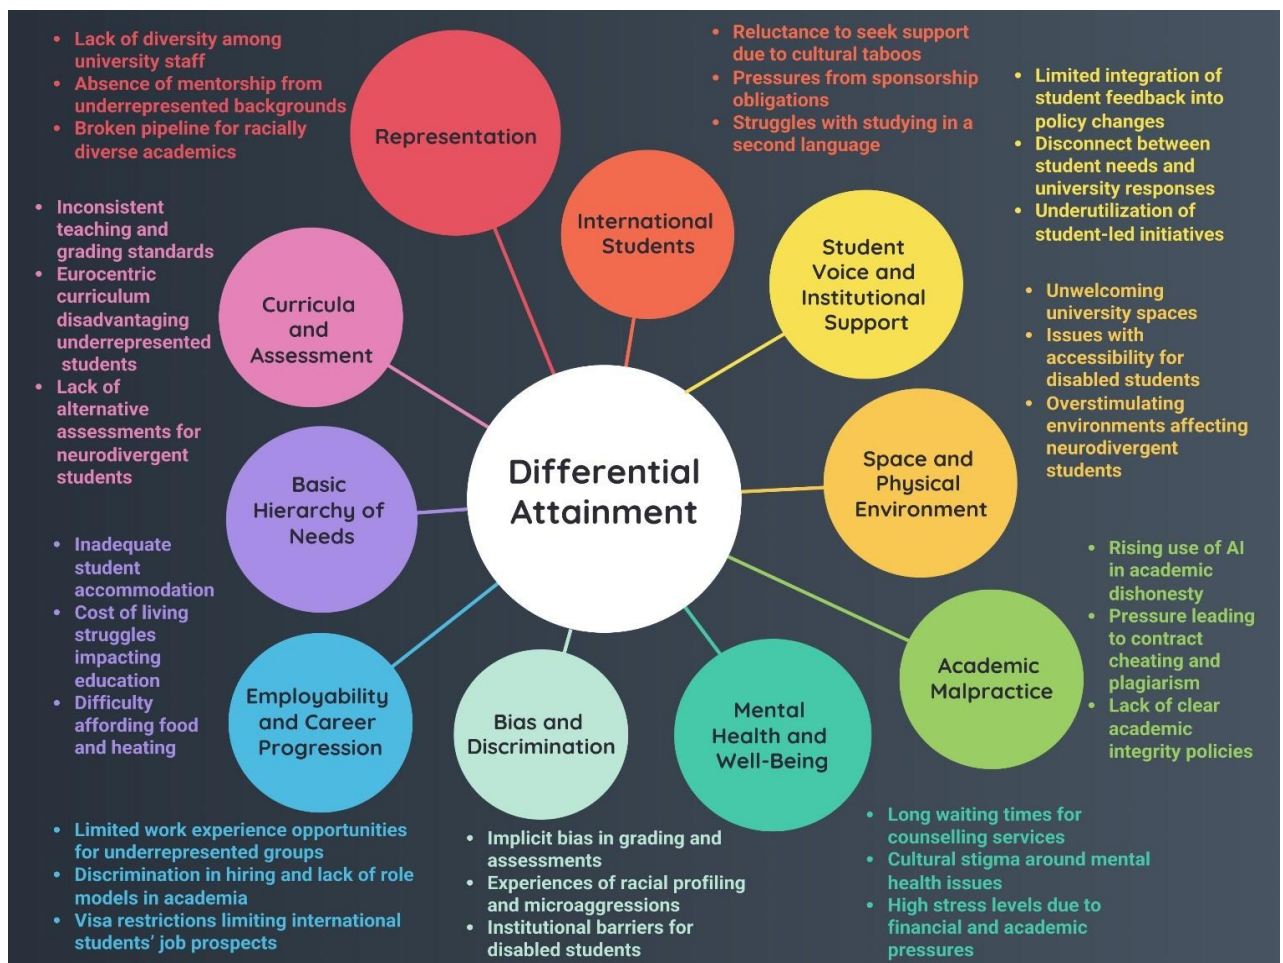 Differential
Attainment
Representation
• Lack of diversity among
university staff
• Absence of mentorship from
underrepresented backgrounds
• Broken pipeline for racially
diverse academics
International
Students
• Reluctance to seek support
due to cultural taboos
• Pressures from sponsorship
obligations
• Struggles with studying in a
second language
Student
Voice and
Institutional
Support
• Limited integration of
student feedback into
policy changes
• Disconnect between
student needs and
university responses
• Underutilization of
student-led initiatives
Space and
Physical
Environment
• Unwelcoming
university spaces
• Issues with
accessibility for
disabled students
• Overstimulating
environments affecting
neurodivergent
students
Academic
Malpractice
• Rising use of AI
in academic
dishonesty
• Pressure leading
to contract
cheating and
plagiarism
• Lack of clear
academic
integrity policies
Mental
Health and
Well-Being
• Long waiting times for
counselling services
• Cultural stigma around mental
health issues
• High stress levels due to
financial and academic
pressures
Bias and
Discrimination
• Implicit bias in grading and
assessments
• Experiences of racial profiling
and microaggressions
• Institutional barriers for
disabled students
Employability
and Career
Progression
• Limited work experience opportunities
for underrepresented groups
• Discrimination in hiring and lack of role
models in academia
• Visa restrictions limiting international
students’ job prospects
Basic
Hierarchy of
Needs
• Inadequate
student
accommodation
• Cost of living
struggles
impacting
education
• Difficulty
affording food
and heating
Curricula
and
Assessment
• Inconsistent
teaching and
grading standards
• Eurocentric
curriculum
disadvantaging
underrepresented
students
• Lack of
alternative
assessments for
neurodivergent
students